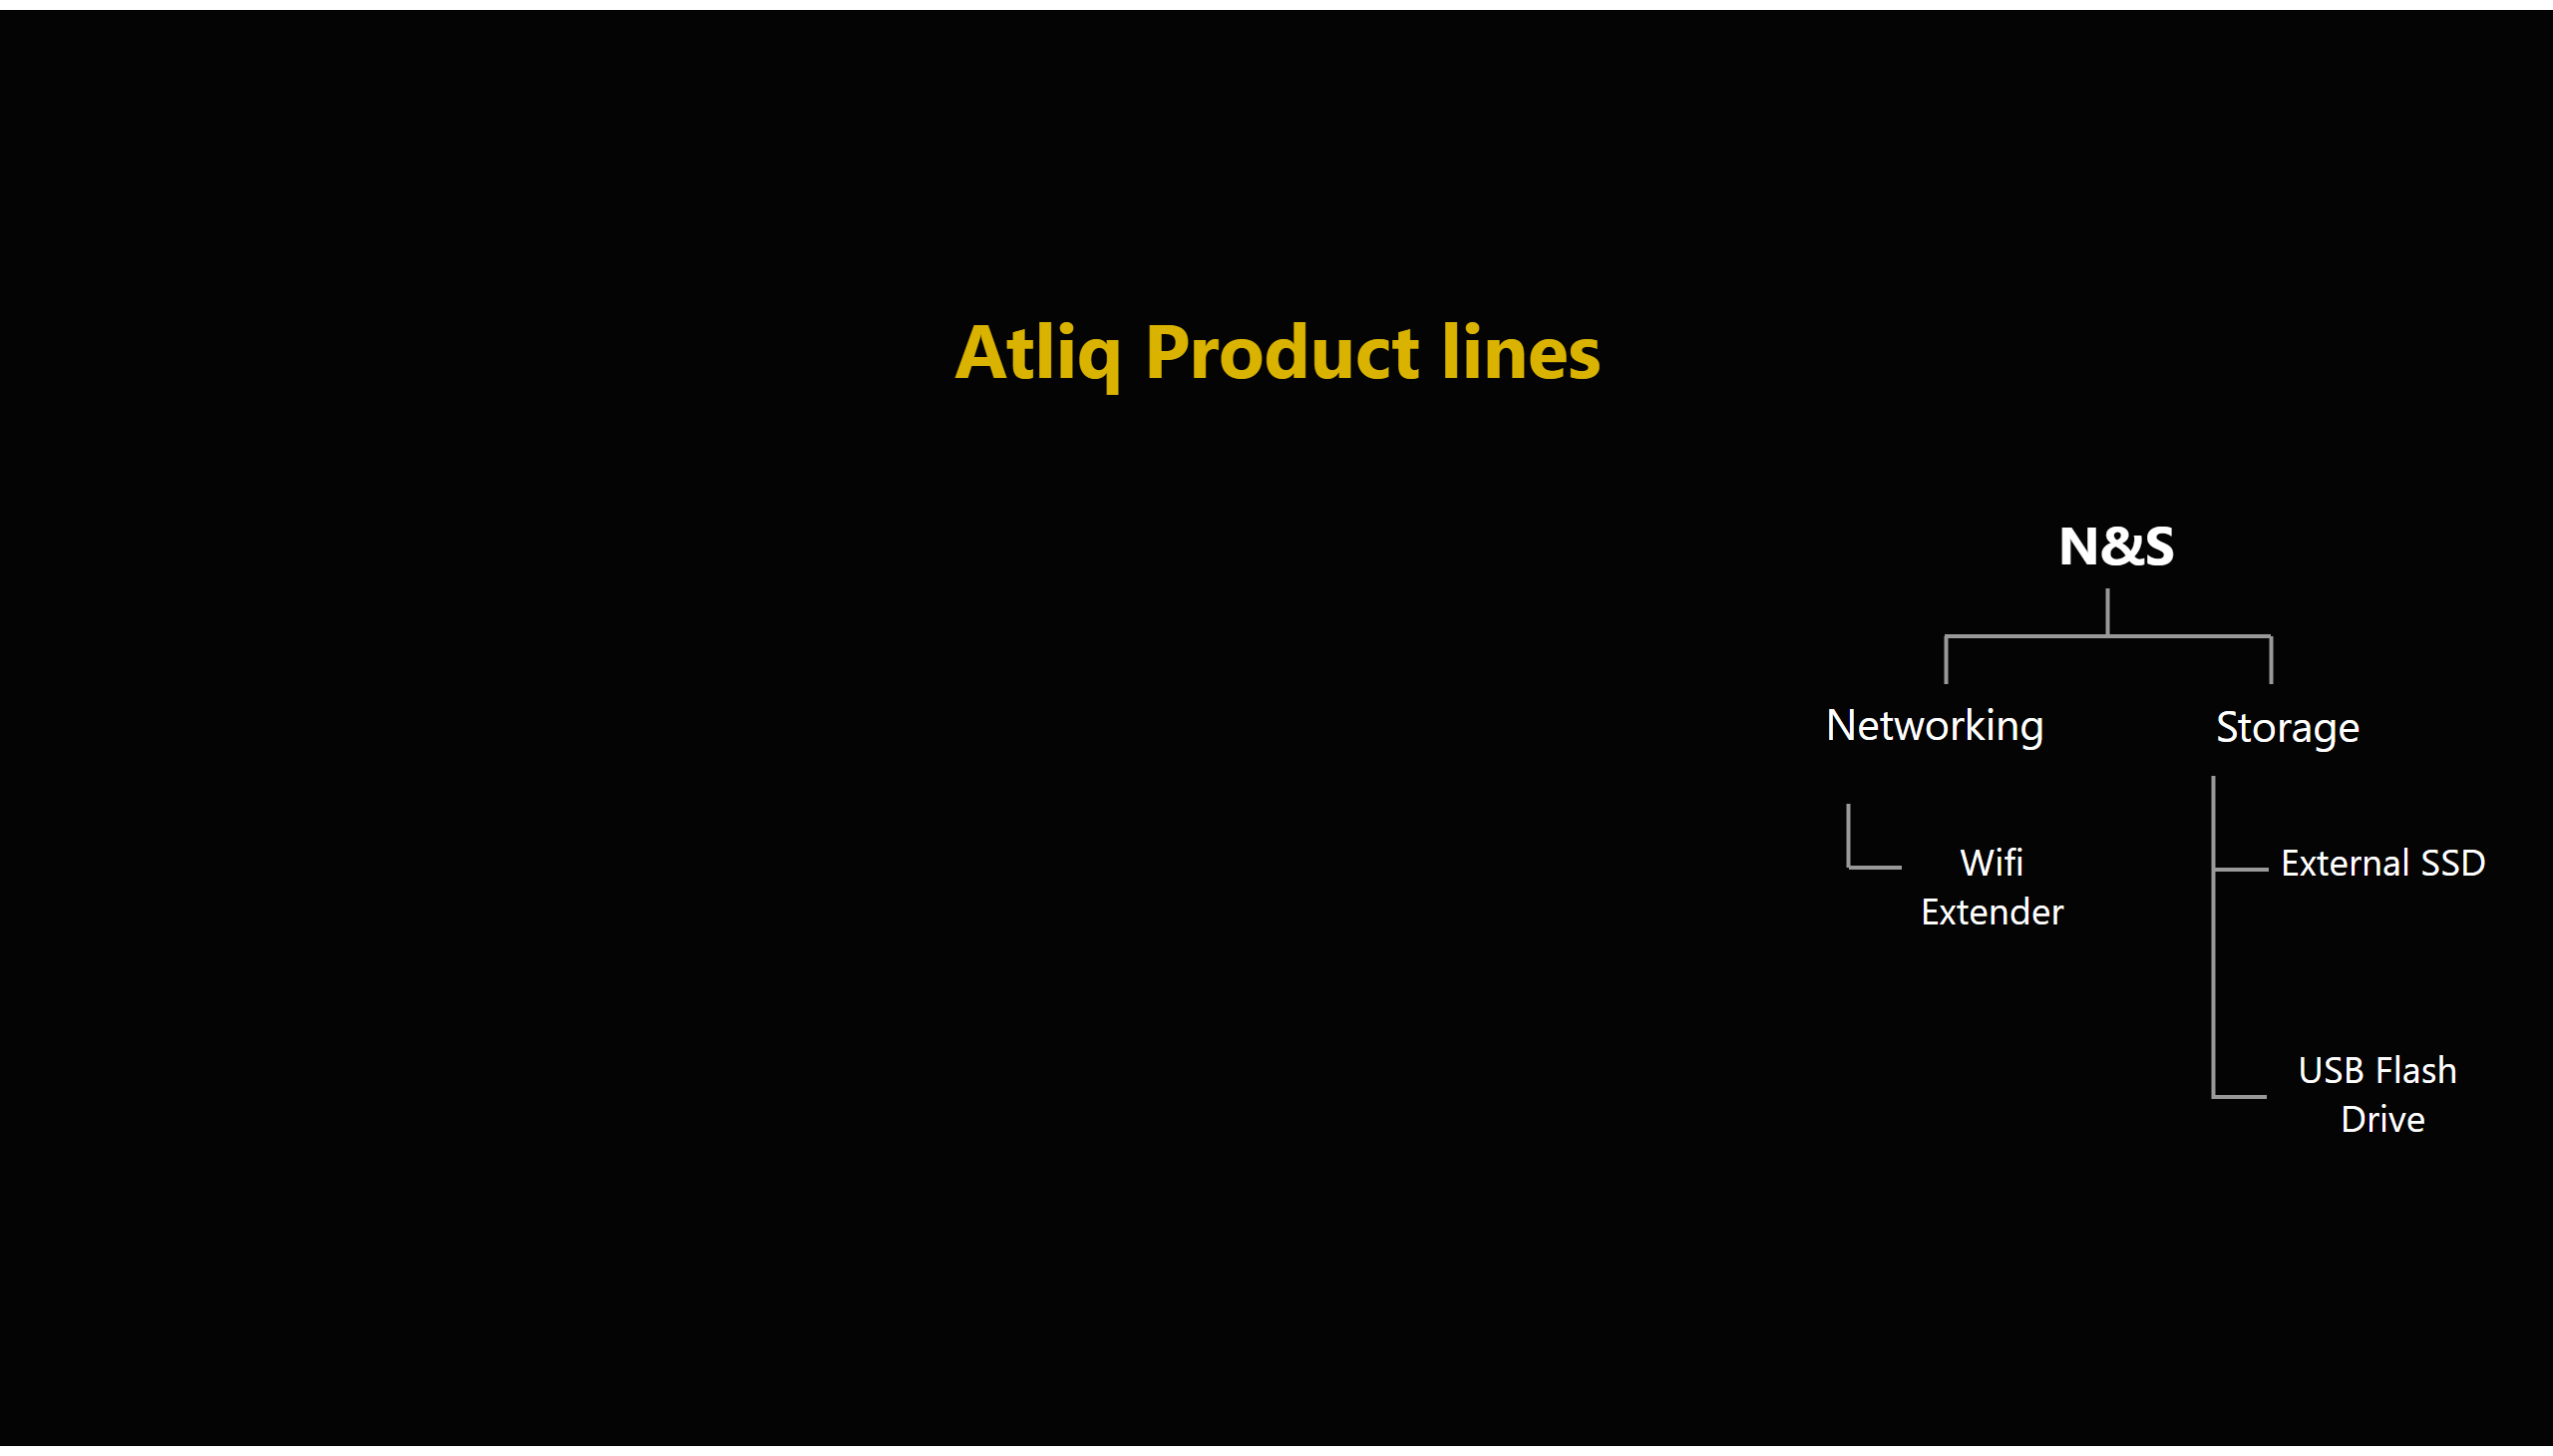 Atliq Product lines
N&S
Networking
Storage
Wifi
Extender
External SSD
USB Flash
Drive